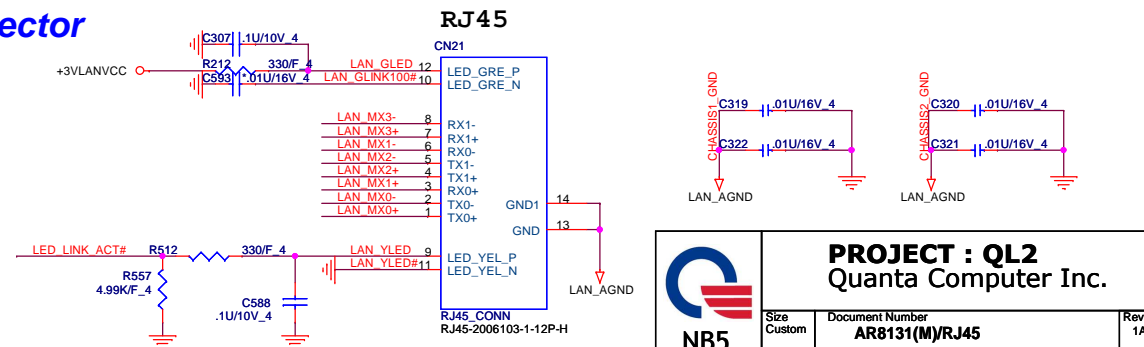 ector
RJ45
C307 .1U/10V_4
CN21
+3VLANVCC
R212 330/F_4
LAN_GLED 12 LED_GRE_P
C593 *.01U/16V_4
LAN_GLINK100# 10 LED_GRE_N
LAN_MX3- 8 RX1-
LAN_MX3+ 7 RX1+
LAN_MX1- 6 RX0-
LAN_MX2- 5 TX1-
LAN_MX2+ 4 TX1+
LAN_MX1+ 3 RX0+
LAN_MX0- 2 TX0-
LAN_MX0+ 1 TX0+
GND1 14
GND 13
LAN_AGND
LED_LINK_ACT#
R512 330/F_4
LAN_YLED 9 LED_YEL_P
LAN_YLED# 11 LED_YEL_N
R557
4.99K/F_4
C588
.1U/10V_4
RJ45_CONN
RJ45-2006103-1-12P-H
CHASSIS1_GND
C319 .01U/16V_4
C322 .01U/16V_4
LAN_AGND
CHASSIS2_GND
C320 .01U/16V_4
C321 .01U/16V_4
LAN_AGND
NB5
PROJECT : QL2
Quanta Computer Inc.
Size
Custom
Document Number
AR8131(M)/RJ45
Rev
1A